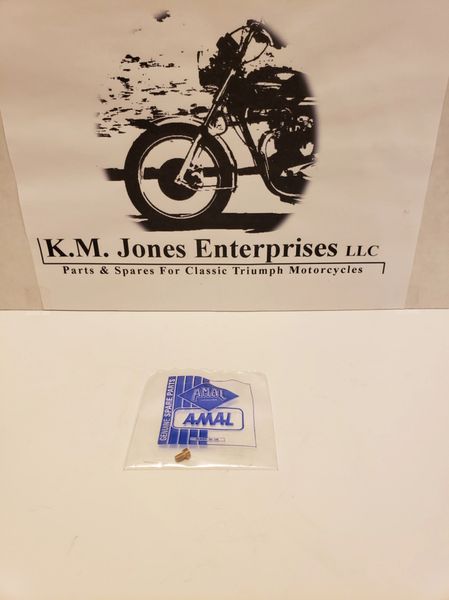 K.M. Jones Enterprises LLC
Parts & Spares For Classic Triumph Motorcycles
GENUINE SPARE PARTS
AMAL
AMAL